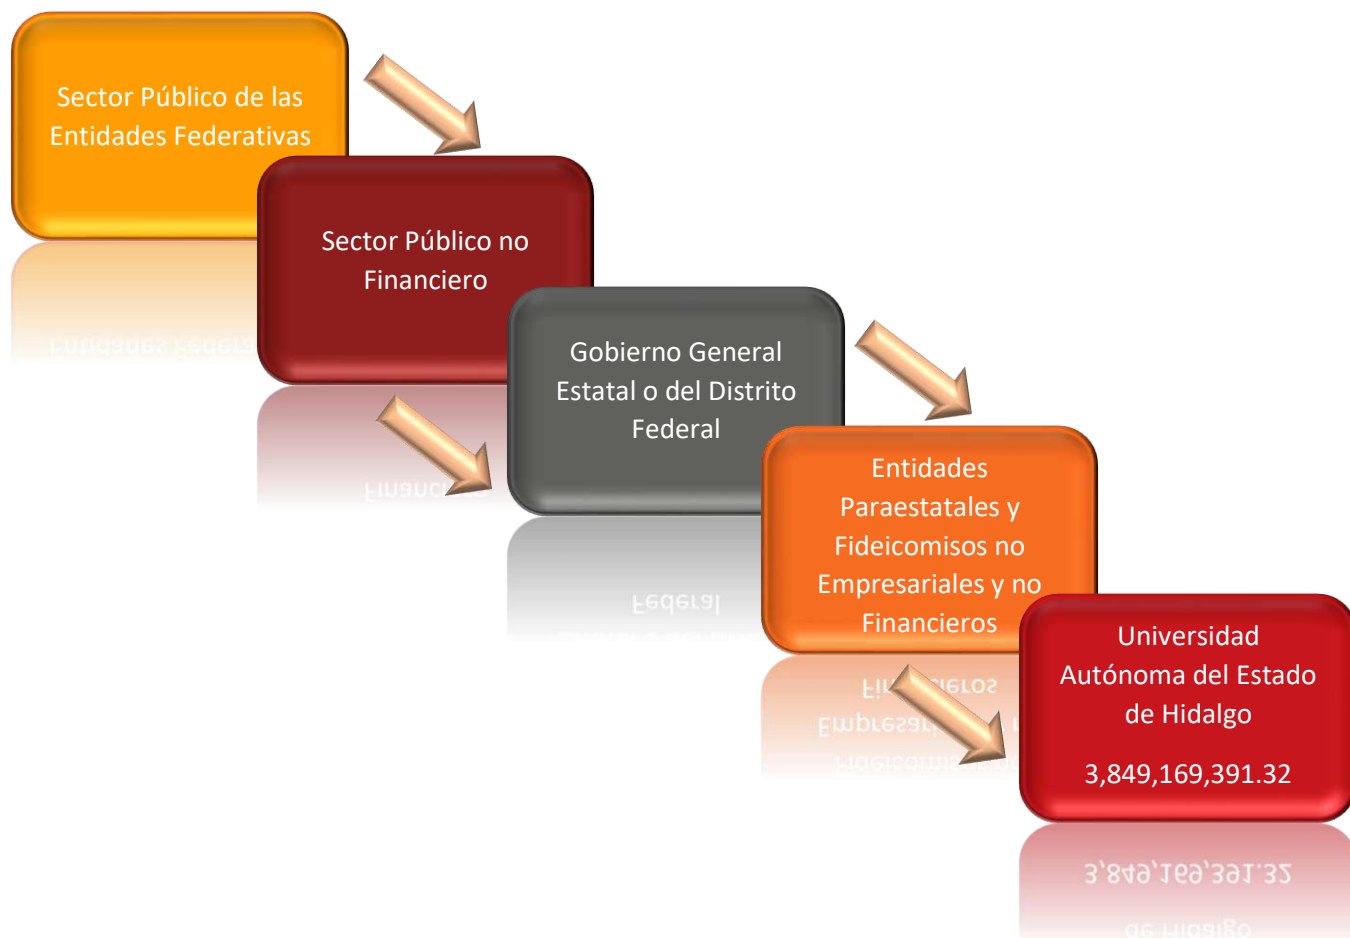 Sector Público de las
Entidades Federativas
Sector Público no
Financiero
Gobierno General
Estatal o del Distrito
Federal
Entidades
Paraestatales y
Fideicomisos no
Empresariales y no
Financieros
Universidad
Autónoma del Estado
de Hidalgo
3,849,169,391.32